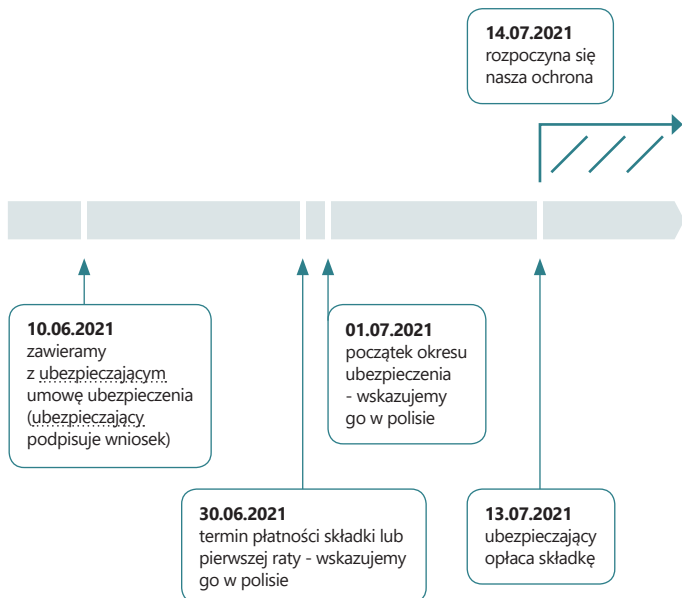 14.07.2021
rozpoczyna się
nasza ochrona
10.06.2021
zawieramy
z ubezpieczającym
umowę ubezpieczenia
(ubezpieczający
podpisuje wniosek)
01.07.2021
początek okresu
ubezpieczenia
- wskazujemy
go w polisie
30.06.2021
termin płatności składki lub
pierwszej raty - wskazujemy
go w polisie
13.07.2021
ubezpieczający
opłaca składkę